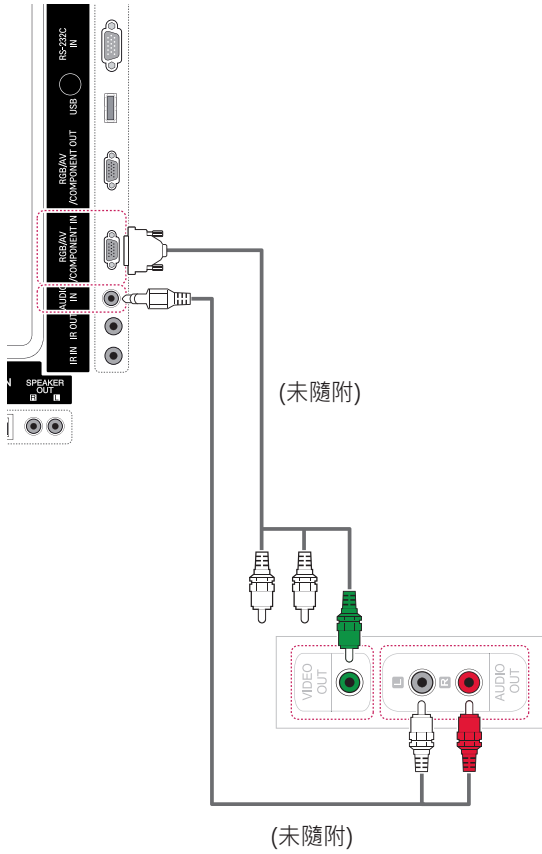 RS-232C
IN
USB
RGB/AV
/COMPONENT OUT
RGB/AV
/COMPONENT IN
AUDIO
IN
IR OUT
IR IN
N
SPEAKER
OUT
R L
(未隨附)
VIDEO
OUT
L R
AUDIO
OUT
(未隨附)